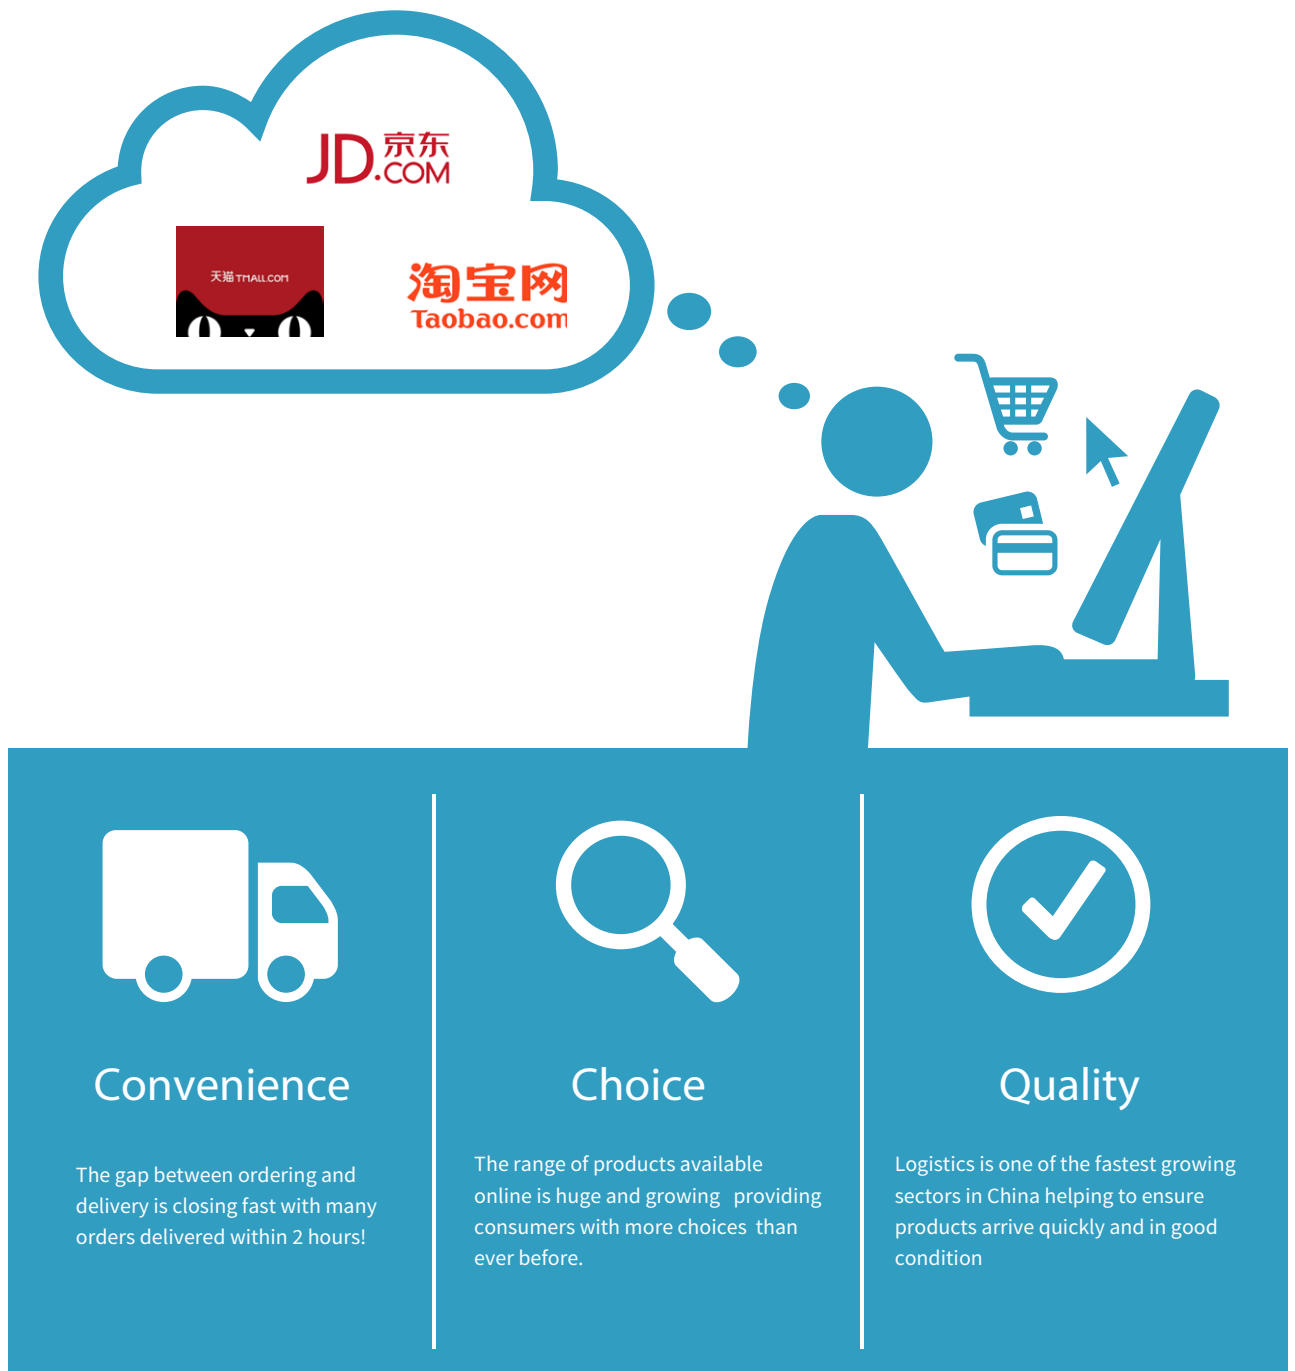 JD.京东
.COM
天猫 TMALL.COM
淘宝网
Taobao.com
Convenience
The gap between ordering and
delivery is closing fast with many
orders delivered within 2 hours!
Choice
The range of products available
online is huge and growing providing
consumers with more choices than
ever before.
Quality
Logistics is one of the fastest growing
sectors in China helping to ensure
products arrive quickly and in good
condition